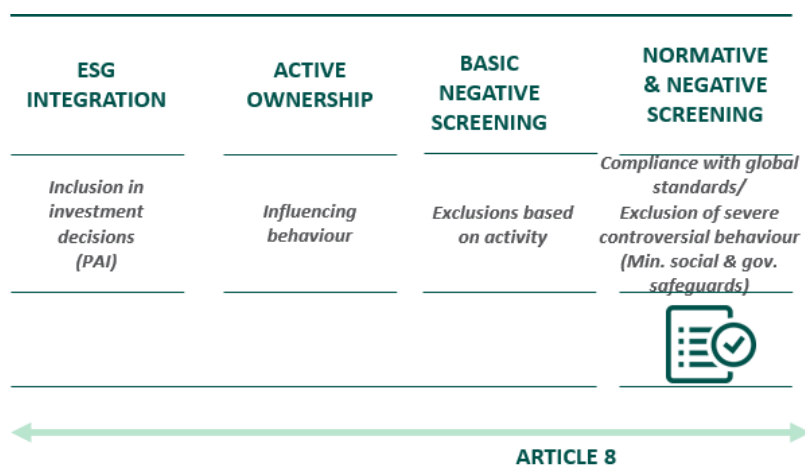 ESG
INTEGRATION
ACTIVE
OWNERSHIP
BASIC
NEGATIVE
SCREENING
NORMATIVE
& NEGATIVE
SCREENING
Inclusion in
investment
decisions
(PAI)
Influencing
behaviour
Exclusions based
on activity
Compliance with global
standards/
Exclusion of severe
controversial behaviour
(Min. social & gov.
safeguards)
ARTICLE 8